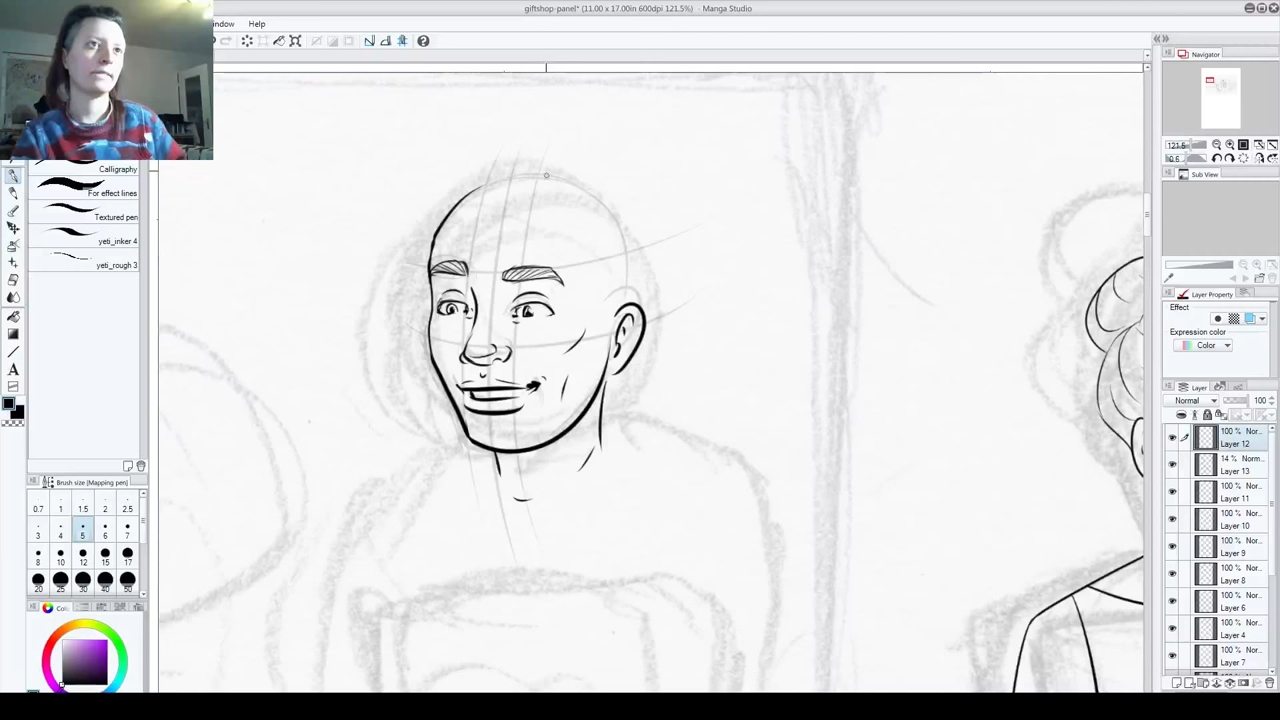 giftshop-panel* (11.00 x 17.00in 600dpi 121.5%) - Manga Studio
Help
Navigator
121.5
0.6
Sub View
Layer Property
Effect
Expression color
Color
Layer
Normal
100
100 % Nor...
Layer 12
14 % Norm...
Layer 13
100 % Nor...
Layer 11
100 % Nor...
Layer 10
100 % Nor...
Layer 9
100 % Nor...
Layer 8
100 % Nor...
Layer 6
100 % Nor...
Layer 4
100 % Nor...
Layer 7
Calligraphy
For effect lines
Textured pen
yeti_inker 4
yeti_rough 3
Brush size (Mapping pen)
0.7 1 1.5 2 2.5
3 4 5 6 7
8 10 12 15 17
20 25 30 40 50